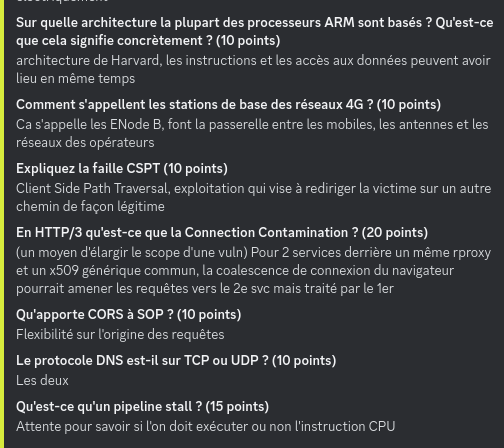 électriquement
Sur quelle architecture la plupart des processeurs ARM sont basés ? Qu'est-ce
que cela signifie concrètement ? (10 points)
architecture de Harvard, les instructions et les accès aux données peuvent avoir
lieu en même temps
Comment s'appellent les stations de base des réseaux 4G ? (10 points)
Ca s'appelle les ENode B, font la passerelle entre les mobiles, les antennes et les
réseaux des opérateurs
Expliquez la faille CSPT (10 points)
Client Side Path Traversal, exploitation qui vise à rediriger la victime sur un autre
chemin de façon légitime
En HTTP/3 qu'est-ce que la Connection Contamination ? (20 points)
(un moyen d'élargir le scope d'une vuln) Pour 2 services derrière un même rproxy
et un x509 générique commun, la coalescence de connexion du navigateur
pourrait amener les requêtes vers le 2e svc mais traité par le 1er
Qu'apporte CORS à SOP ? (10 points)
Flexibilité sur l'origine des requêtes
Le protocole DNS est-il sur TCP ou UDP ? (10 points)
Les deux
Qu'est-ce qu'un pipeline stall ? (15 points)
Attente pour savoir si l'on doit exécuter ou non l'instruction CPU